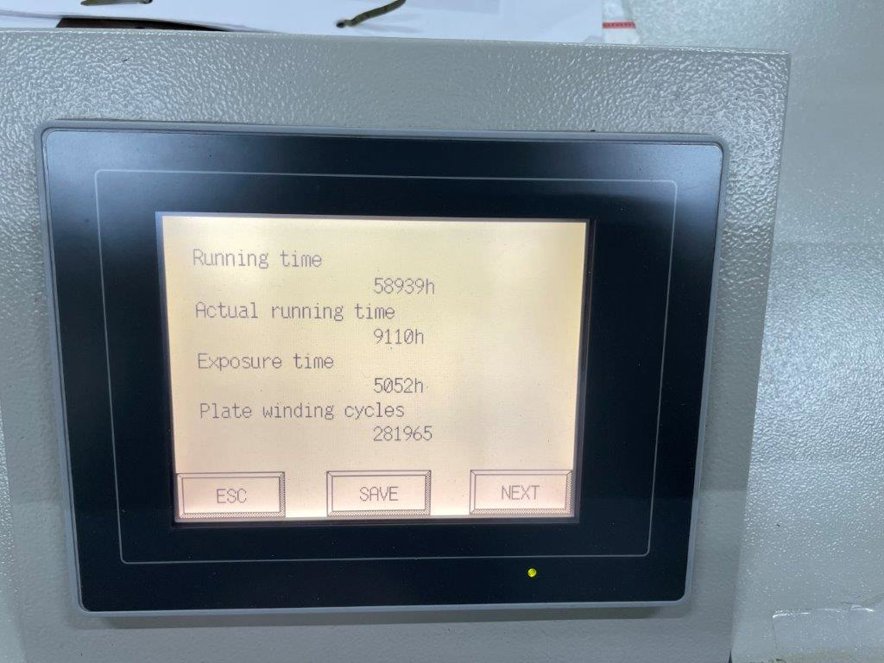 Running time
58939h
Actual running time
9110h
Exposure time
5052h
Plate winding cycles
281965
ESC SAVE NEXT